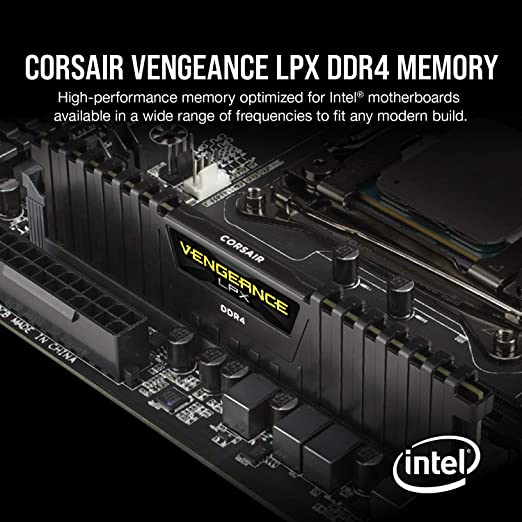 CORSAIR VENGEANCE LPX DDR4 MEMORY
High-performance memory optimized for Intel® motherboards
available in a wide range of frequencies to fit any modern build.
CORSAIR
VENGEANCE
LPX
DDR4
MADE IN CHINA
intel®